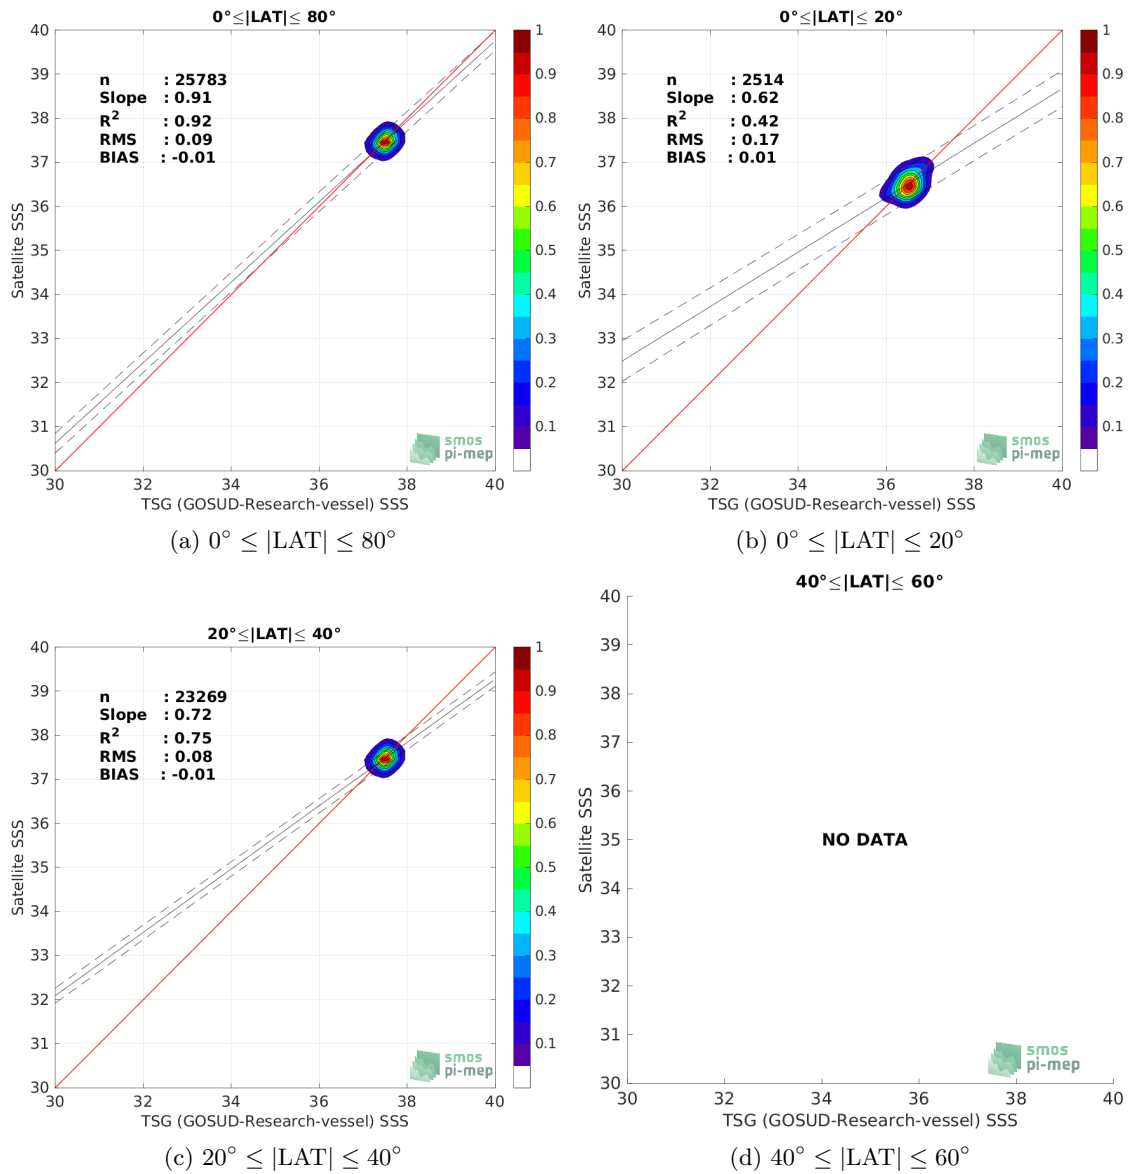 0°≤|LAT|≤ 80°
40
39
38
37
36
35
34
33
32
31
30
Satellite SSS
n : 25783
Slope : 0.91
R² : 0.92
RMS : 0.09
BIAS : -0.01
smos
pi-mep
30 32 34 36 38 40
TSG (GOSUD-Research-vessel) SSS
1
0.9
0.8
0.7
0.6
0.5
0.4
0.3
0.2
0.1
(a) 0° ≤ |LAT| ≤ 80°
0°≤|LAT|≤ 20°
40
39
38
37
36
35
34
33
32
31
30
Satellite SSS
n : 2514
Slope : 0.62
R² : 0.42
RMS : 0.17
BIAS : 0.01
smos
pi-mep
30 32 34 36 38 40
TSG (GOSUD-Research-vessel) SSS
1
0.9
0.8
0.7
0.6
0.5
0.4
0.3
0.2
0.1
(b) 0° ≤ |LAT| ≤ 20°
20°≤|LAT|≤ 40°
40
39
38
37
36
35
34
33
32
31
30
Satellite SSS
n : 23269
Slope : 0.72
R² : 0.75
RMS : 0.08
BIAS : -0.01
smos
pi-mep
30 32 34 36 38 40
TSG (GOSUD-Research-vessel) SSS
1
0.9
0.8
0.7
0.6
0.5
0.4
0.3
0.2
0.1
(c) 20° ≤ |LAT| ≤ 40°
40°≤|LAT|≤ 60°
40
39
38
37
36
35
34
33
32
31
30
Satellite SSS
NO DATA
smos
pi-mep
30 32 34 36 38 40
TSG (GOSUD-Research-vessel) SSS
(d) 40° ≤ |LAT| ≤ 60°